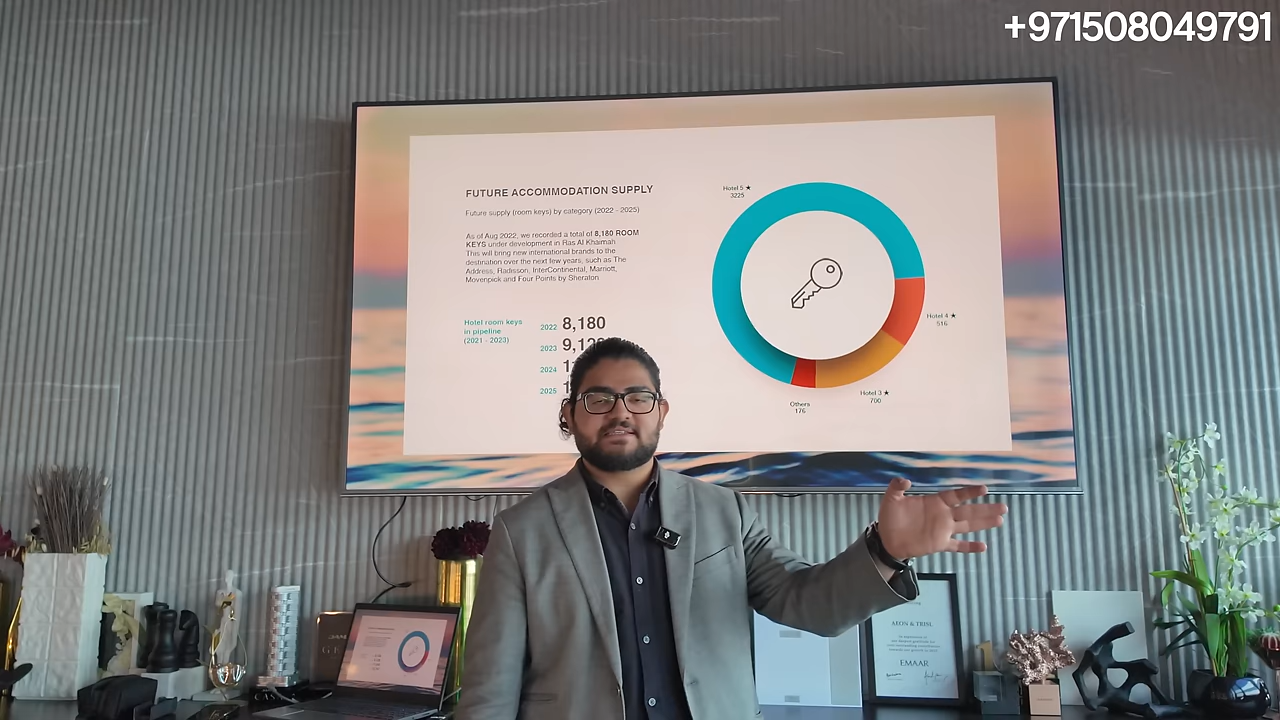 +971508049791
FUTURE ACCOMMODATION SUPPLY
Future supply (room keys) by category (2022 - 2025)
As of Aug 2022, we recorded a total of 8,180 ROOM
KEYS under development in Ras Al Khaimah
This will bring new international brands to the
destination over the next few years, such as The
Address, Radisson, InterContinental, Marriott,
Movenpick and Four Points by Sheraton
Hotel room keys
in pipeline
(2021 - 2023)
2022 8,180
2023
2024
2025
Hotel 5 ★
3225
Hotel 4 ★
516
Hotel 3 ★
700
Others
176
AEON & TRISL
EMAAR